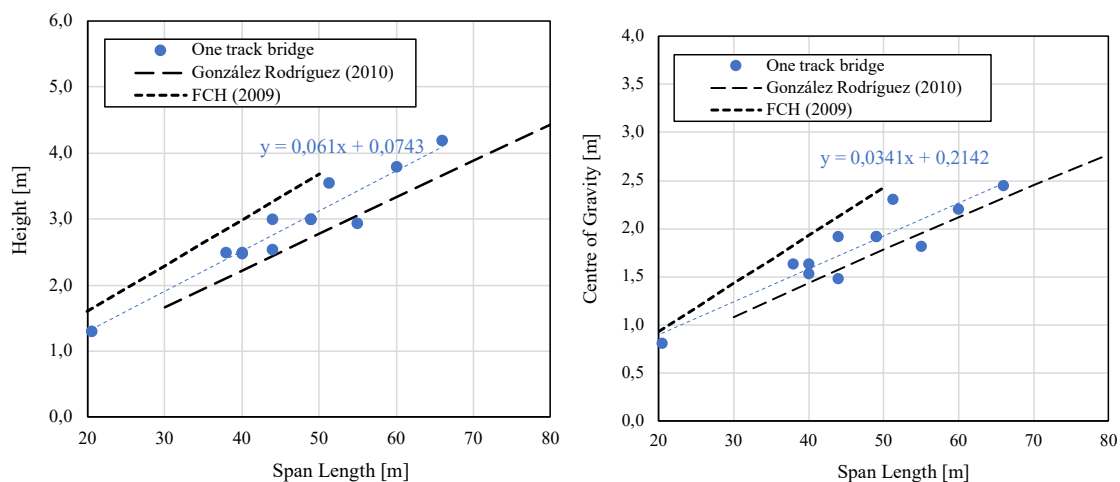 6,0
5,0
4,0
3,0
2,0
1,0
0,0
Height [m]
One track bridge
González Rodríguez (2010)
FCH (2009)
y = 0,061x + 0,0743
20 30 40 50 60 70 80
Span Length [m]
4,0
3,5
3,0
2,5
2,0
1,5
1,0
0,5
0,0
Centre of Gravity [m]
One track bridge
González Rodríguez (2010)
FCH (2009)
y = 0,0341x + 0,2142
20 30 40 50 60 70 80
Span Length [m]